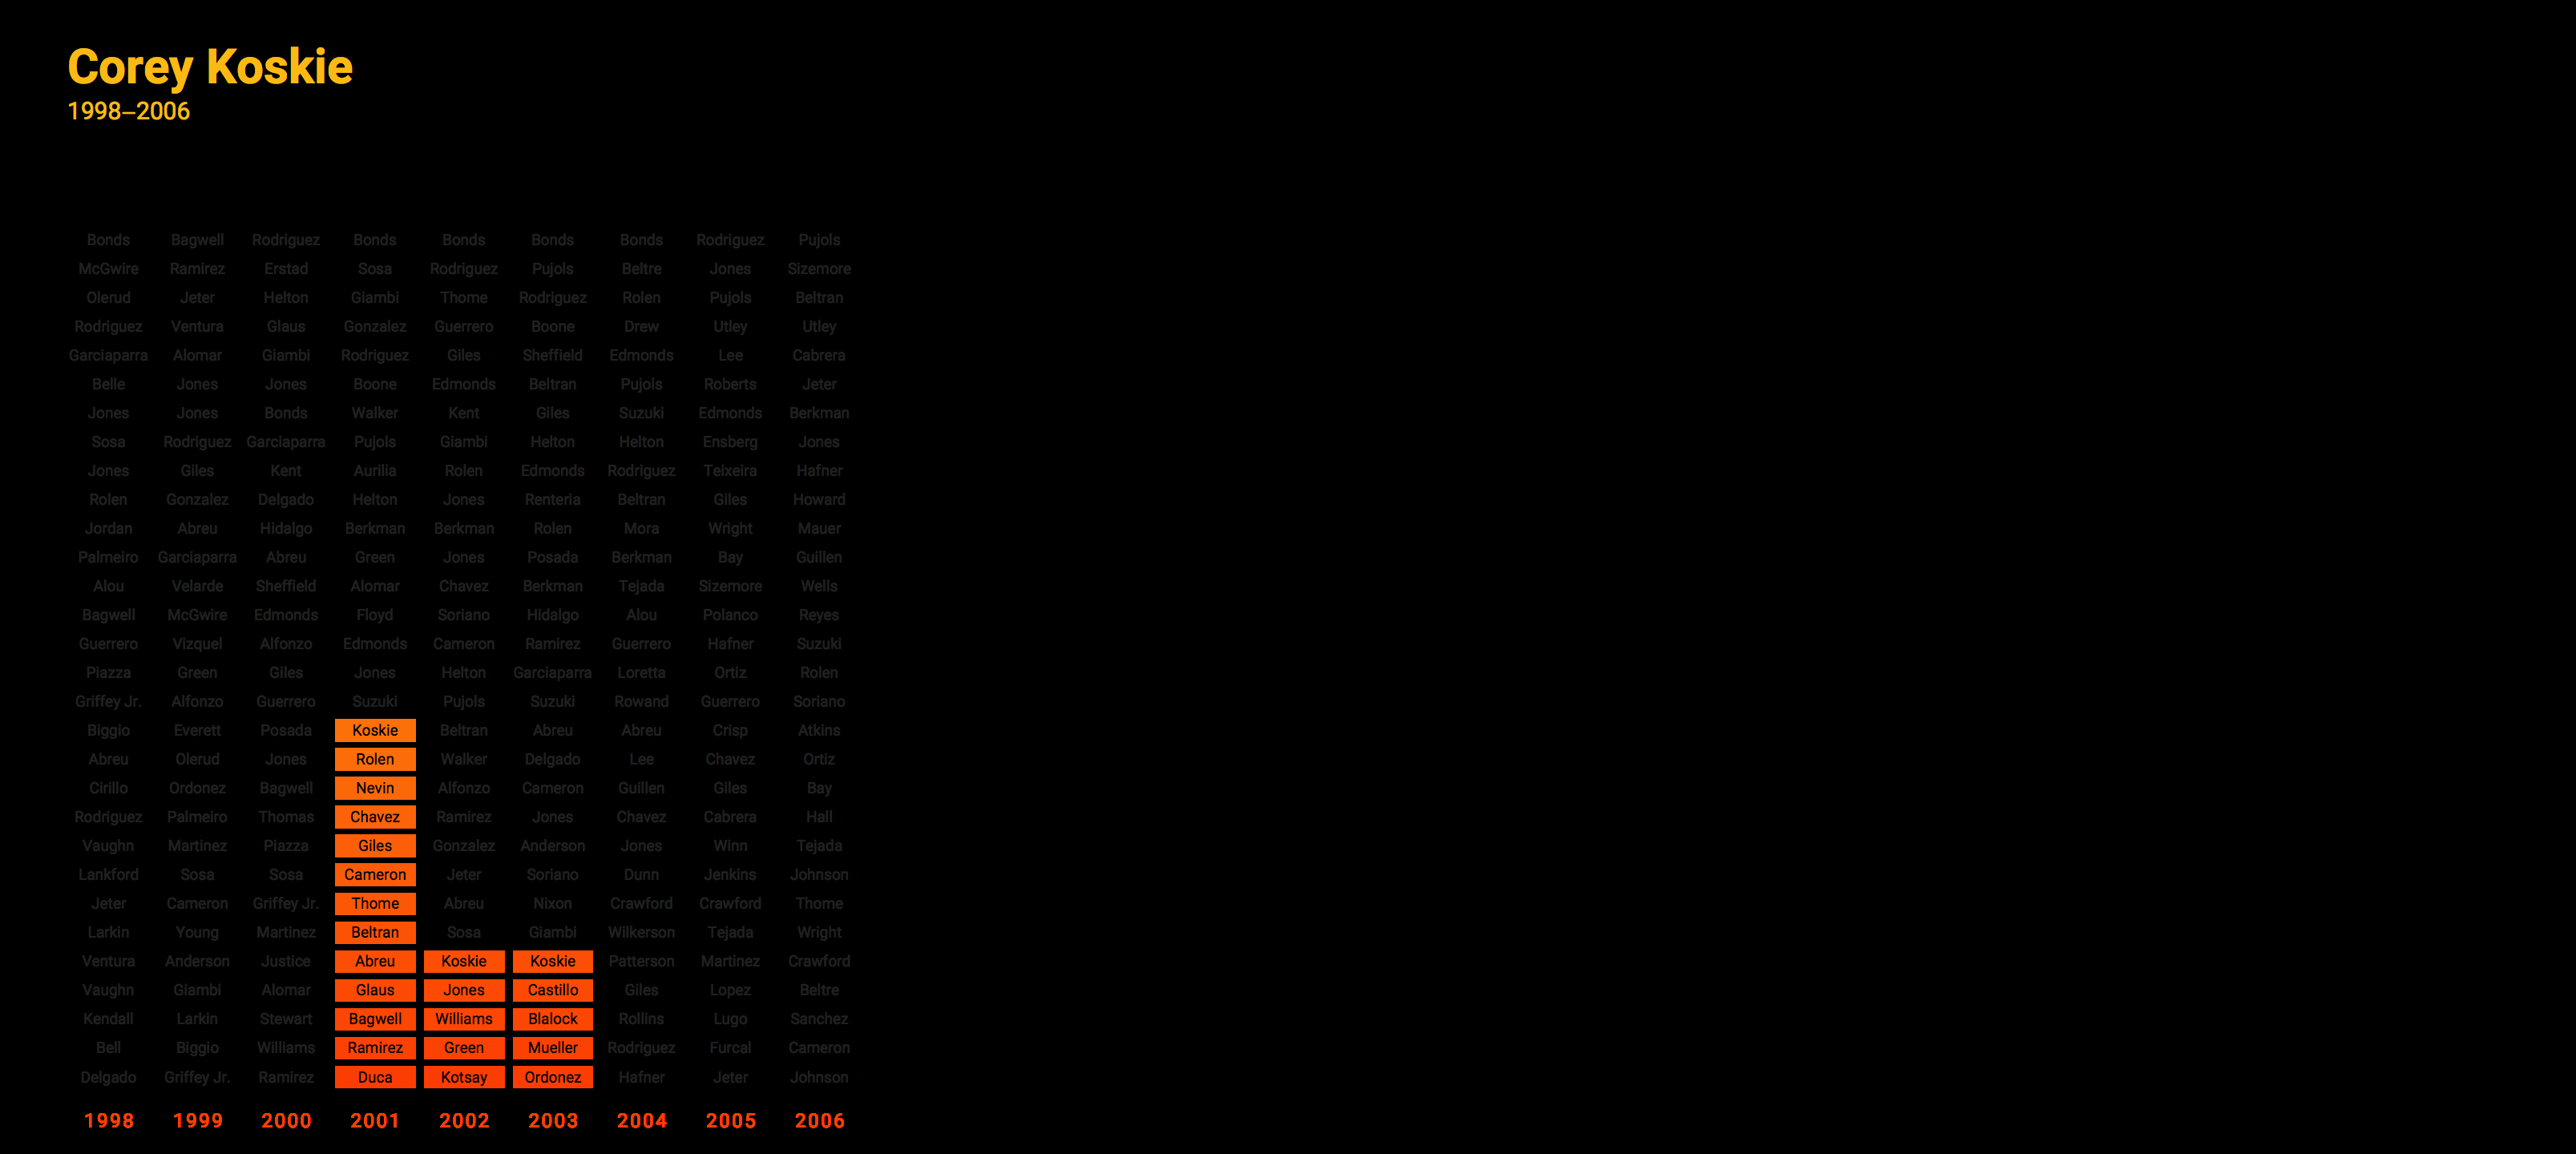 Corey Koskie
1998–2006
Bonds Bagwell Rodriguez Bonds Bonds Bonds Bonds Rodriguez Pujols
McGwire Ramirez Erstad Sosa Rodriguez Pujols Beltre Jones Sizemore
Olerud Jeter Helton Giambi Thome Rodriguez Rolen Pujols Beltran
Rodriguez Ventura Glaus Gonzalez Guerrero Boone Drew Utley Utley
Garciaparra Alomar Giambi Rodriguez Giles Sheffield Edmonds Lee Cabrera
Belle Jones Jones Boone Edmonds Beltran Pujols Roberts Jeter
Jones Jones Bonds Walker Kent Giles Suzuki Edmonds Berkman
Sosa Rodriguez Garciaparra Pujols Giambi Helton Helton Ensberg Jones
Jones Giles Kent Aurilia Rolen Edmonds Rodriguez Teixeira Hafner
Rolen Gonzalez Delgado Helton Jones Renteria Beltran Giles Howard
Jordan Abreu Hidalgo Berkman Berkman Rolen Mora Wright Mauer
Palmeiro Garciaparra Abreu Green Jones Posada Berkman Bay Guillen
Alou Velarde Sheffield Alomar Chavez Berkman Tejada Sizemore Wells
Bagwell McGwire Edmonds Floyd Soriano Hidalgo Alou Polanco Reyes
Guerrero Vizquel Alfonzo Edmonds Cameron Ramirez Guerrero Hafner Suzuki
Piazza Green Giles Jones Helton Garciaparra Loretta Ortiz Rolen
Griffey Jr. Alfonzo Guerrero Suzuki Pujols Suzuki Rowand Guerrero Soriano
Biggio Everett Posada Koskie Beltran Abreu Abreu Crisp Atkins
Abreu Olerud Jones Rolen Walker Delgado Lee Chavez Ortiz
Cirillo Ordonez Bagwell Nevin Alfonzo Cameron Guillen Giles Bay
Rodriguez Palmeiro Thomas Chavez Ramirez Jones Chavez Cabrera Hall
Vaughn Martinez Piazza Giles Gonzalez Anderson Jones Winn Tejada
Lankford Sosa Sosa Cameron Jeter Soriano Dunn Jenkins Johnson
Jeter Cameron Griffey Jr. Thome Abreu Nixon Crawford Crawford Thome
Larkin Young Martinez Beltran Sosa Giambi Wilkerson Tejada Wright
Ventura Anderson Justice Abreu Koskie Koskie Patterson Martinez Crawford
Vaughn Giambi Alomar Glaus Jones Castillo Giles Lopez Beltre
Kendall Larkin Stewart Bagwell Williams Blalock Rollins Lugo Sanchez
Bell Biggio Williams Ramirez Green Mueller Rodriguez Furcal Cameron
Delgado Griffey Jr. Ramirez Duca Kotsay Ordonez Hafner Jeter Johnson
1998 1999 2000 2001 2002 2003 2004 2005 2006